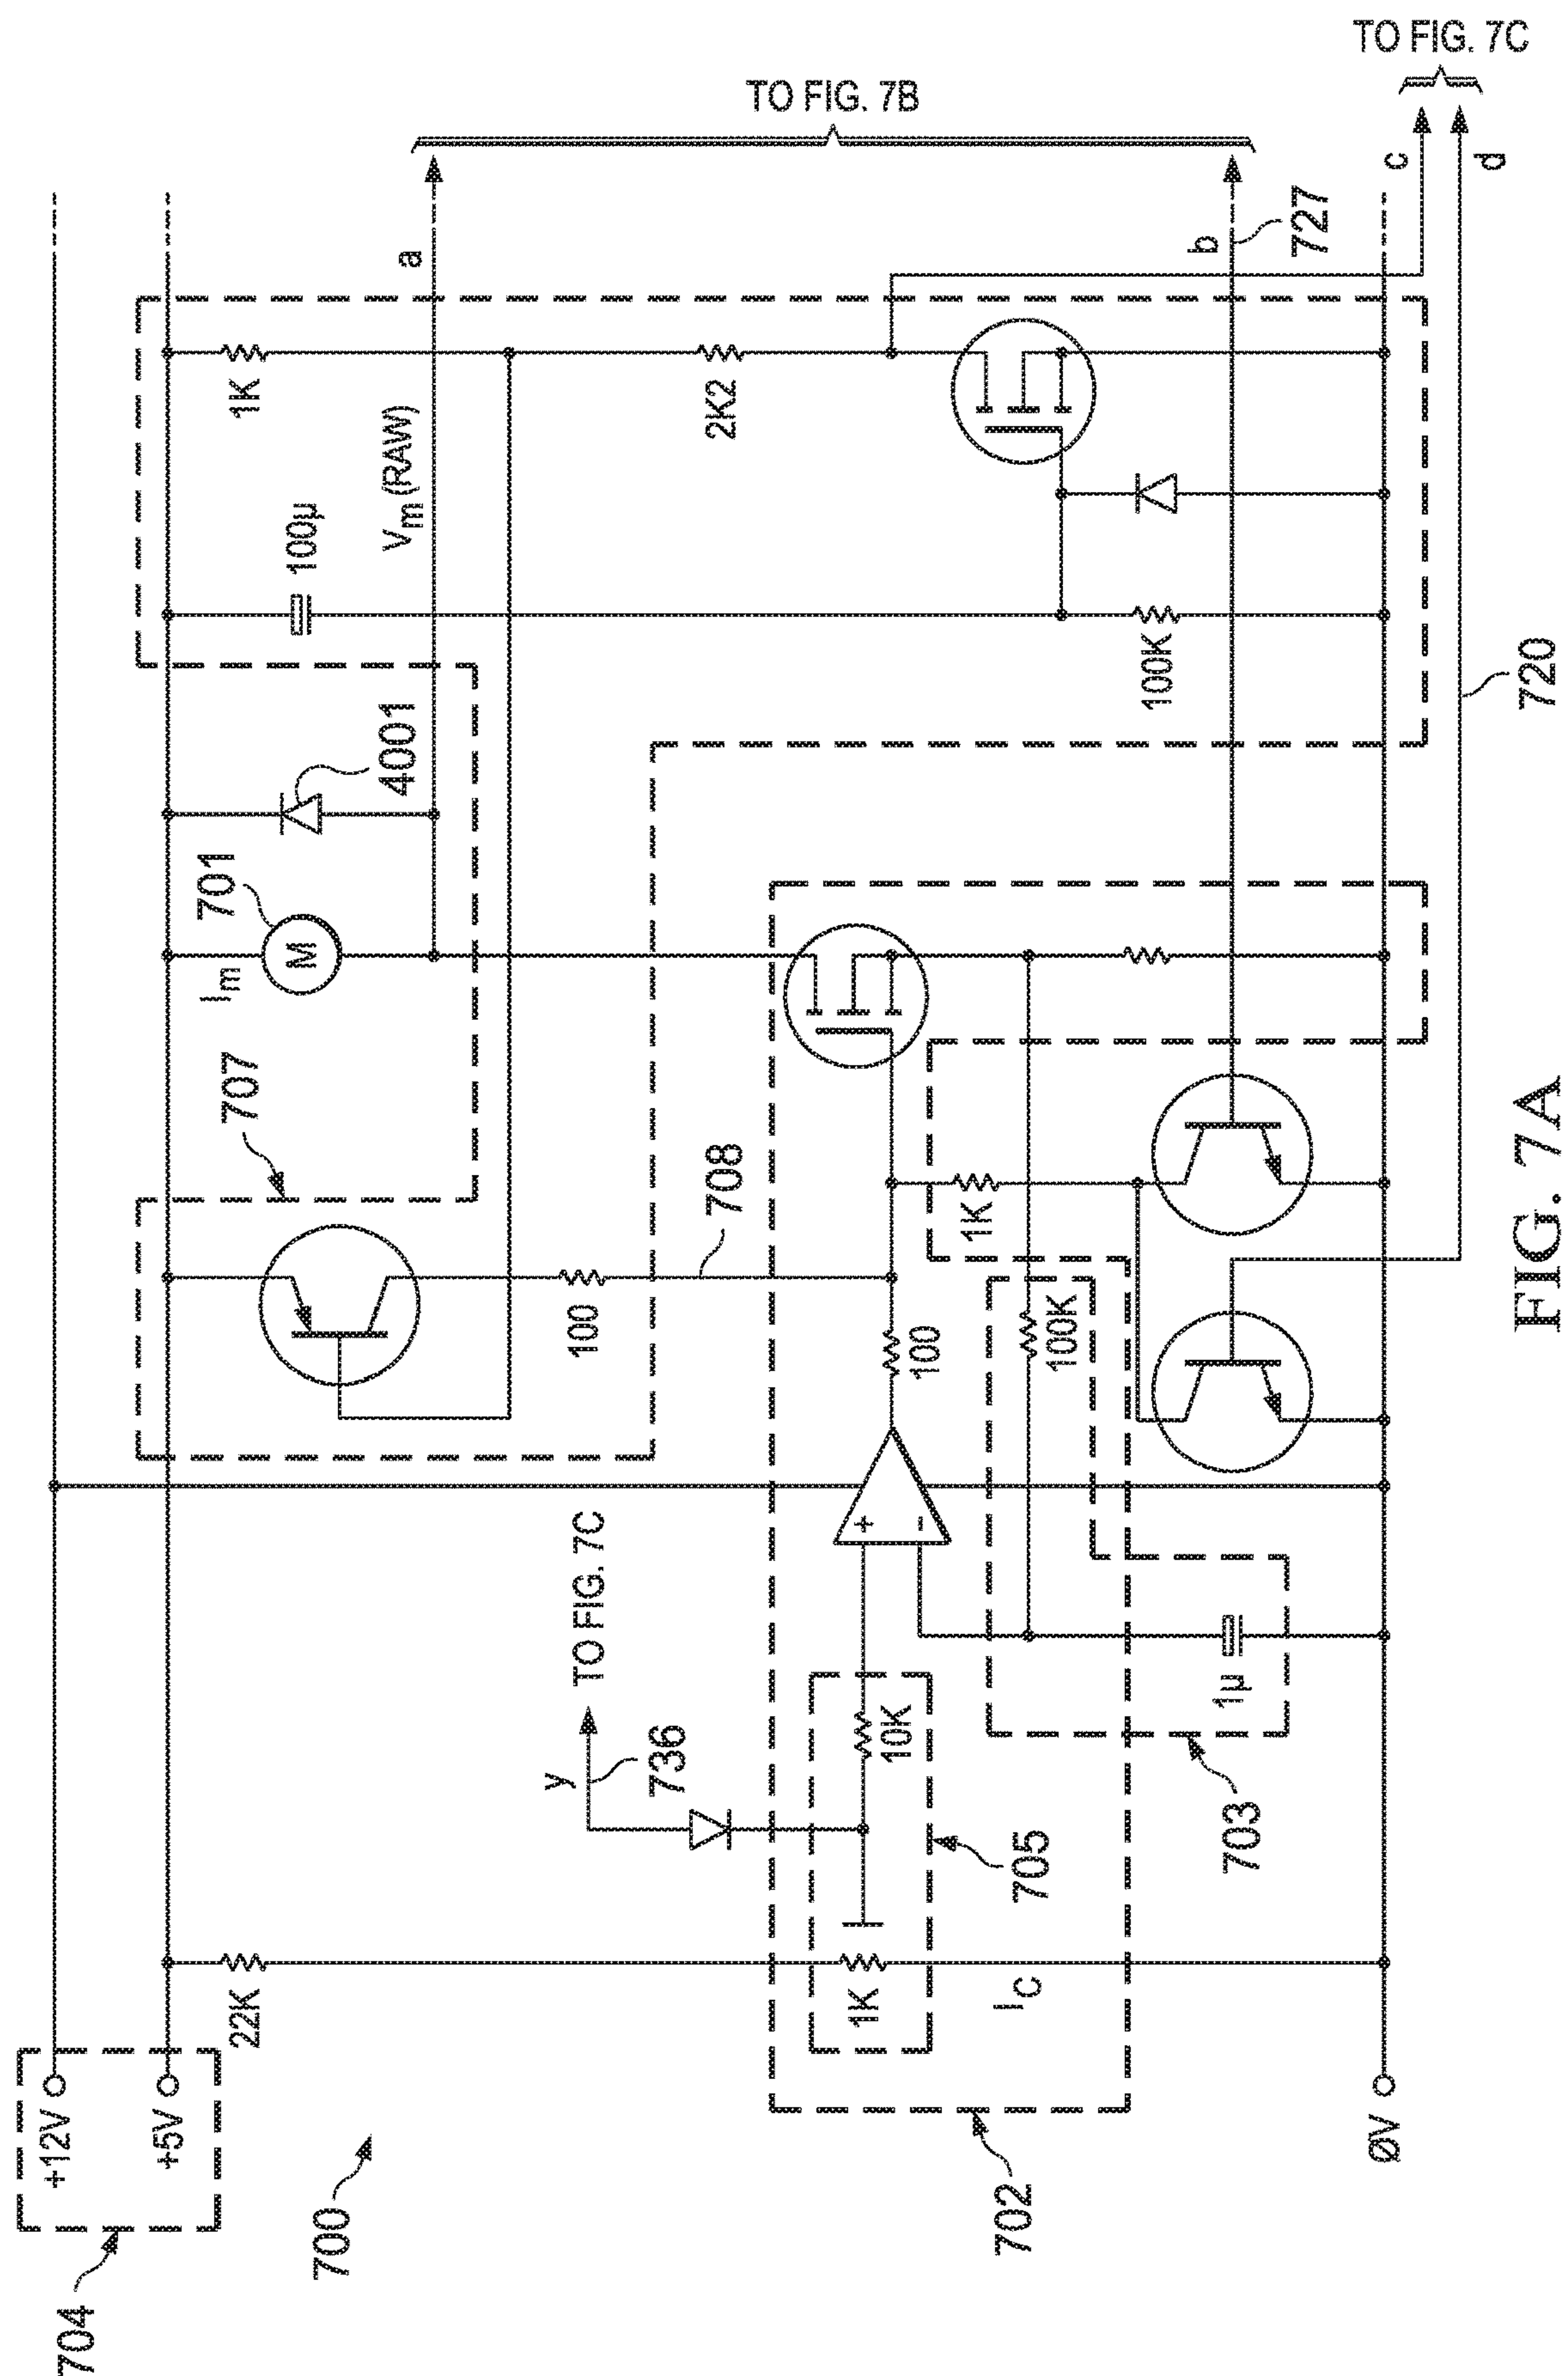 TO FIG. 7C
TO FIG. 7B
c
d
a
b
727
1K
2K2
Vm (RAW)
100µ
100K
720
4001
701
M
Im
707
708
1K
100
100
100K
+
-
TO FIG. 7C
y
736
10K
1µ
703
705
1K
IC
22K
+12V
+5V
ØV
704
700
702
FIG. 7A